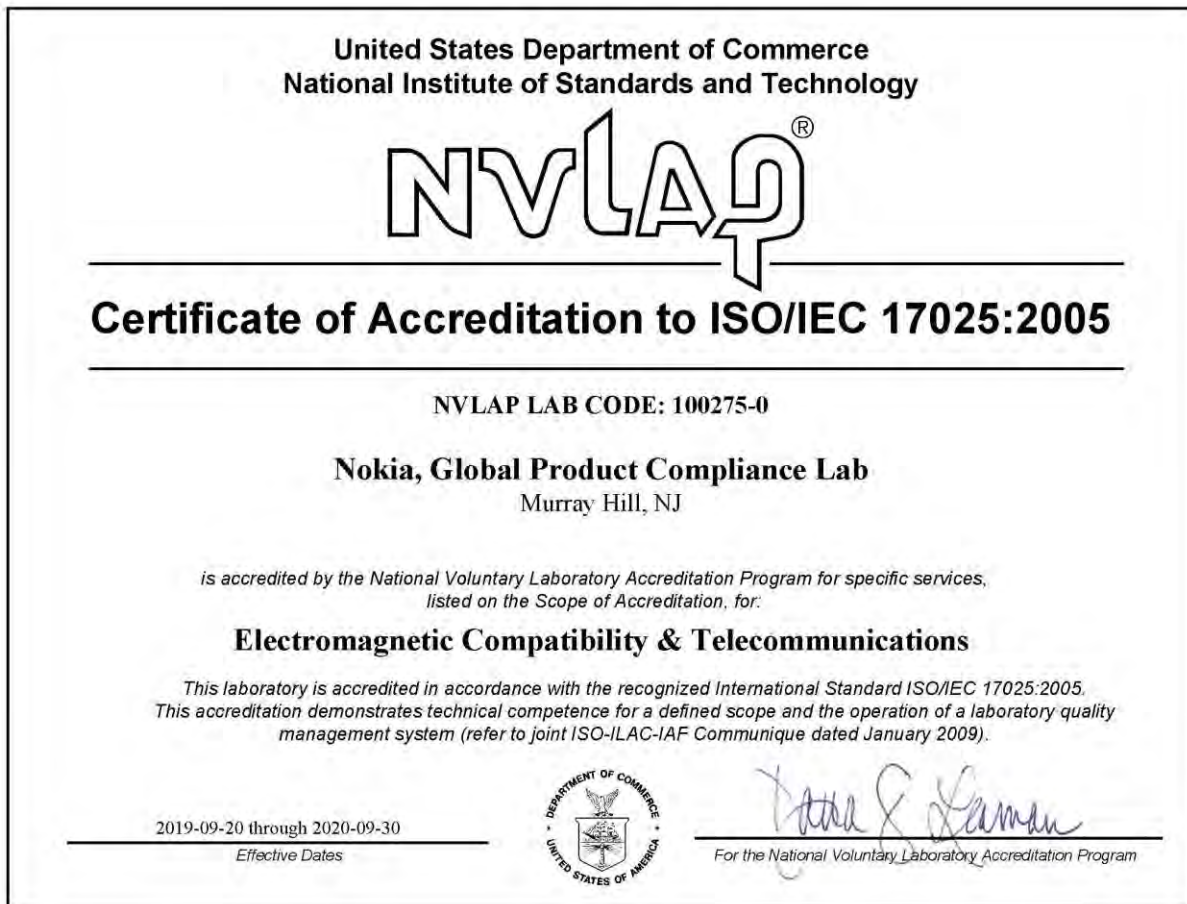 United States Department of Commerce
National Institute of Standards and Technology
NVLAP®
Certificate of Accreditation to ISO/IEC 17025:2005
NVLAP LAB CODE: 100275-0
Nokia, Global Product Compliance Lab
Murray Hill, NJ
is accredited by the National Voluntary Laboratory Accreditation Program for specific services,
listed on the Scope of Accreditation, for:
Electromagnetic Compatibility & Telecommunications
This laboratory is accredited in accordance with the recognized International Standard ISO/IEC 17025:2005.
This accreditation demonstrates technical competence for a defined scope and the operation of a laboratory quality
management system (refer to joint ISO-ILAC-IAF Communique dated January 2009).
2019-09-20 through 2020-09-30
Effective Dates
DEPARTMENT OF COMMERCE
UNITED STATES OF AMERICA
For the National Voluntary Laboratory Accreditation Program